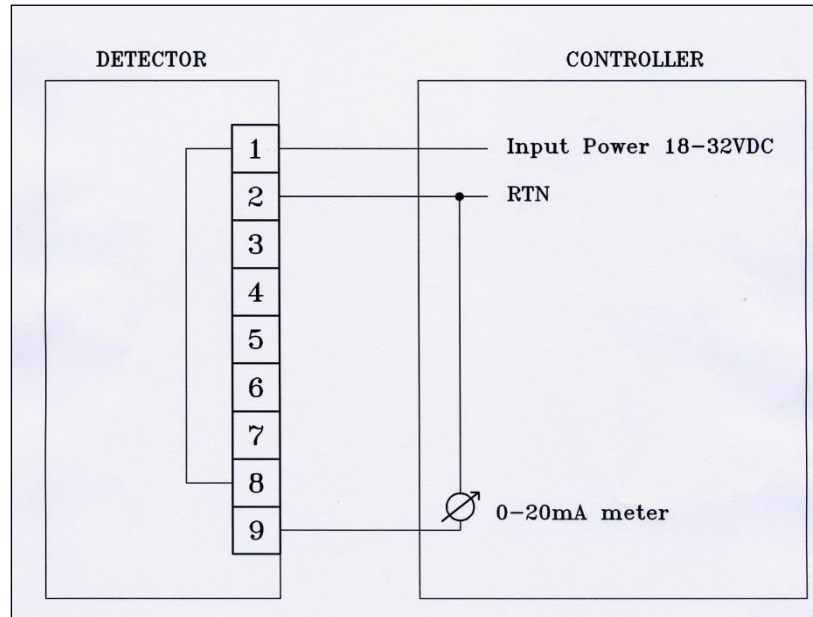 DETECTOR
CONTROLLER
1
Input Power 18-32VDC
2
RTN
3
4
5
6
7
8
0-20mA meter
9